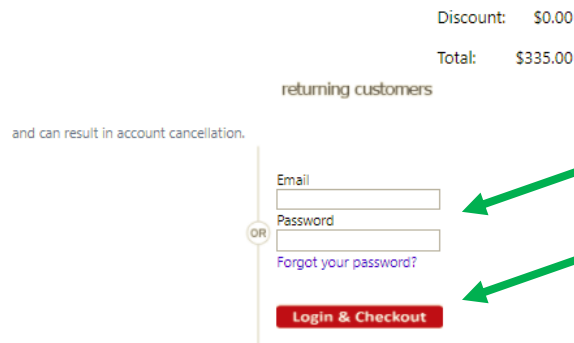 Discount: $0.00
Total: $335.00
returning customers
and can result in account cancellation.
Email
Password
OR
Forgot your password?
Login & Checkout